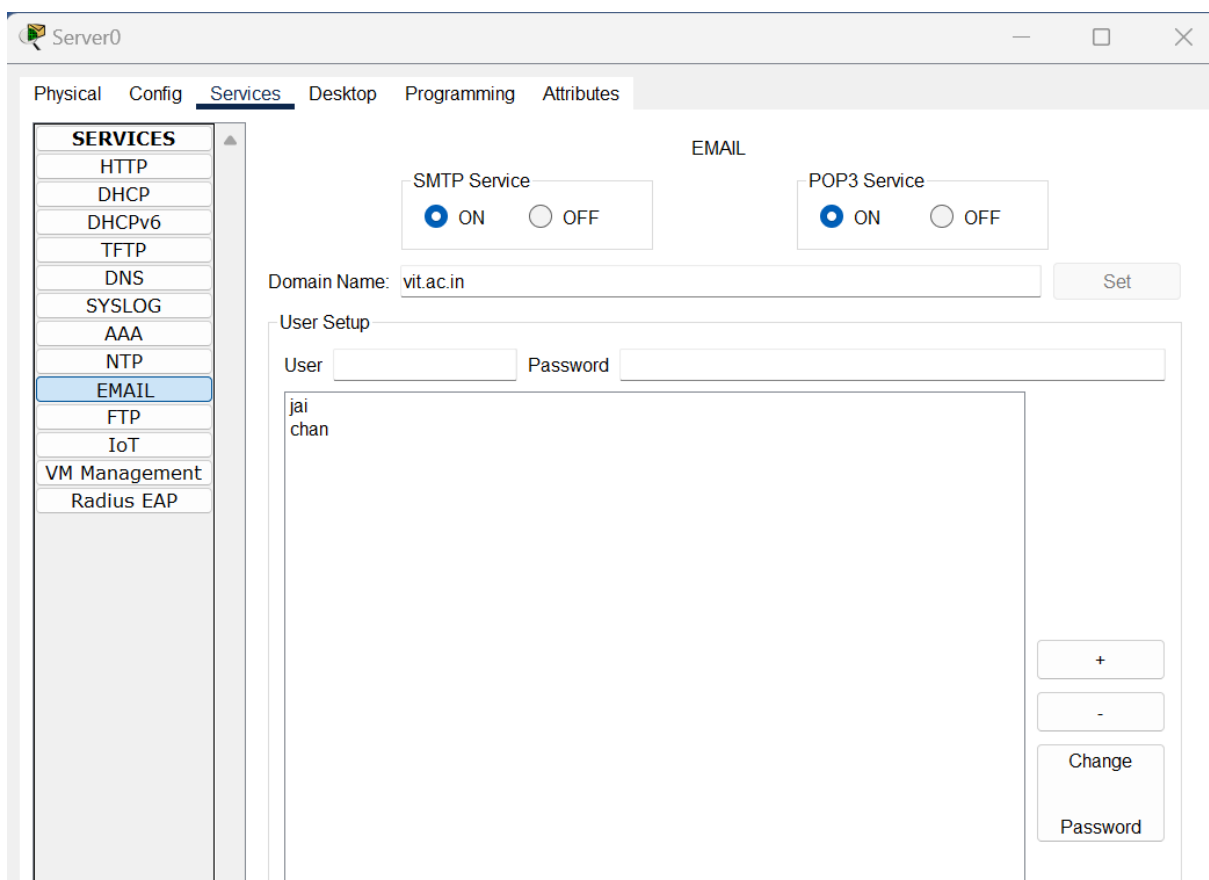 Server0
Physical Config Services Desktop Programming Attributes
SERVICES
HTTP
DHCP
DHCPv6
TFTP
DNS
SYSLOG
AAA
NTP
EMAIL
FTP
IoT
VM Management
Radius EAP
EMAIL
SMTP Service
ON OFF
POP3 Service
ON OFF
Domain Name: vit.ac.in Set
User Setup
User Password
jai
chan
+
-
Change
Password